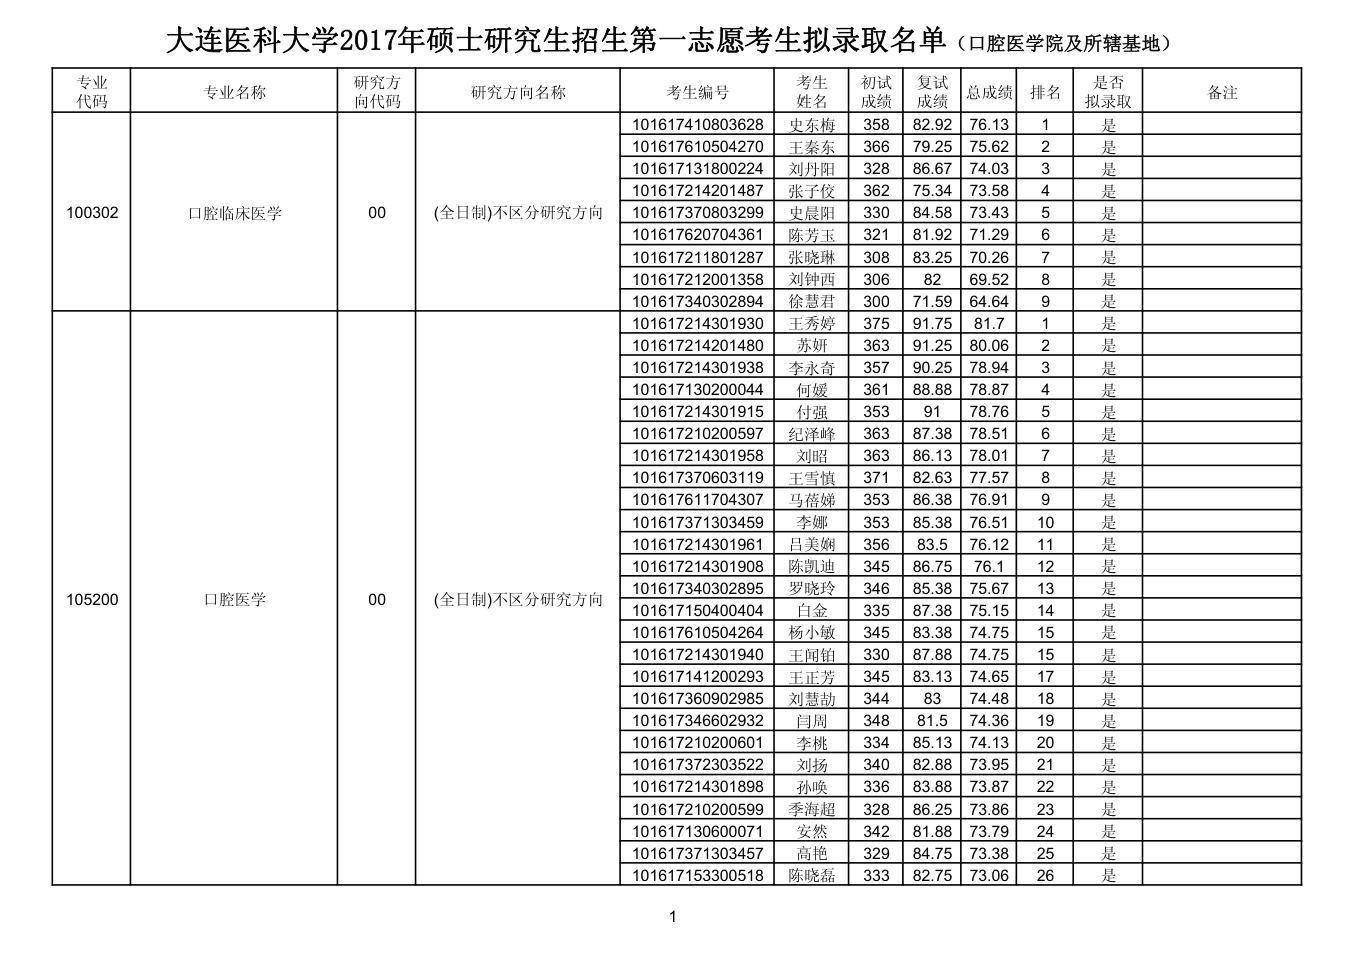 大连医科大学2017年硕士研究生招生第一志愿考生拟录取名单（口腔医学院及所辖基地）
专业代码 专业名称 研究方向代码 研究方向名称 考生编号 考生姓名 初试成绩 复试成绩 总成绩 排名 是否拟录取 备注
100302 口腔临床医学 00 (全日制)不区分研究方向
101617410803628 史东梅 358 82.92 76.13 1 是
101617610504270 王秦东 366 79.25 75.62 2 是
101617131800224 刘丹阳 328 86.67 74.03 3 是
101617214201487 张子佼 362 75.34 73.58 4 是
101617370803299 史晨阳 330 84.58 73.43 5 是
101617620704361 陈芳玉 321 81.92 71.29 6 是
101617211801287 张晓琳 308 83.25 70.26 7 是
101617212001358 刘钟西 306 82 69.52 8 是
101617340302894 徐慧君 300 71.59 64.64 9 是
105200 口腔医学 00 (全日制)不区分研究方向
101617214301930 王秀婷 375 91.75 81.7 1 是
101617214201480 苏妍 363 91.25 80.06 2 是
101617214301938 李永奇 357 90.25 78.94 3 是
101617130200044 何媛 361 88.88 78.87 4 是
101617214301915 付强 353 91 78.76 5 是
101617210200597 纪泽峰 363 87.38 78.51 6 是
101617214301958 刘昭 363 86.13 78.01 7 是
101617370603119 王雪慎 371 82.63 77.57 8 是
101617611704307 马蓓娣 353 86.38 76.91 9 是
101617371303459 李娜 353 85.38 76.51 10 是
101617214301961 吕美娴 356 83.5 76.12 11 是
101617214301908 陈凯迪 345 86.75 76.1 12 是
101617340302895 罗晓玲 346 85.38 75.67 13 是
101617150400404 白金 335 87.38 75.15 14 是
101617610504264 杨小敏 345 83.38 74.75 15 是
101617214301940 王闻铂 330 87.88 74.75 15 是
101617141200293 王正芳 345 83.13 74.65 17 是
101617360902985 刘慧劼 344 83 74.48 18 是
101617346602932 闫周 348 81.5 74.36 19 是
101617210200601 李桃 334 85.13 74.13 20 是
101617372303522 刘扬 340 82.88 73.95 21 是
101617214301898 孙唤 336 83.88 73.87 22 是
101617210200599 季海超 328 86.25 73.86 23 是
101617130600071 安然 342 81.88 73.79 24 是
101617371303457 高艳 329 84.75 73.38 25 是
101617153300518 陈晓磊 333 82.75 73.06 26 是
1